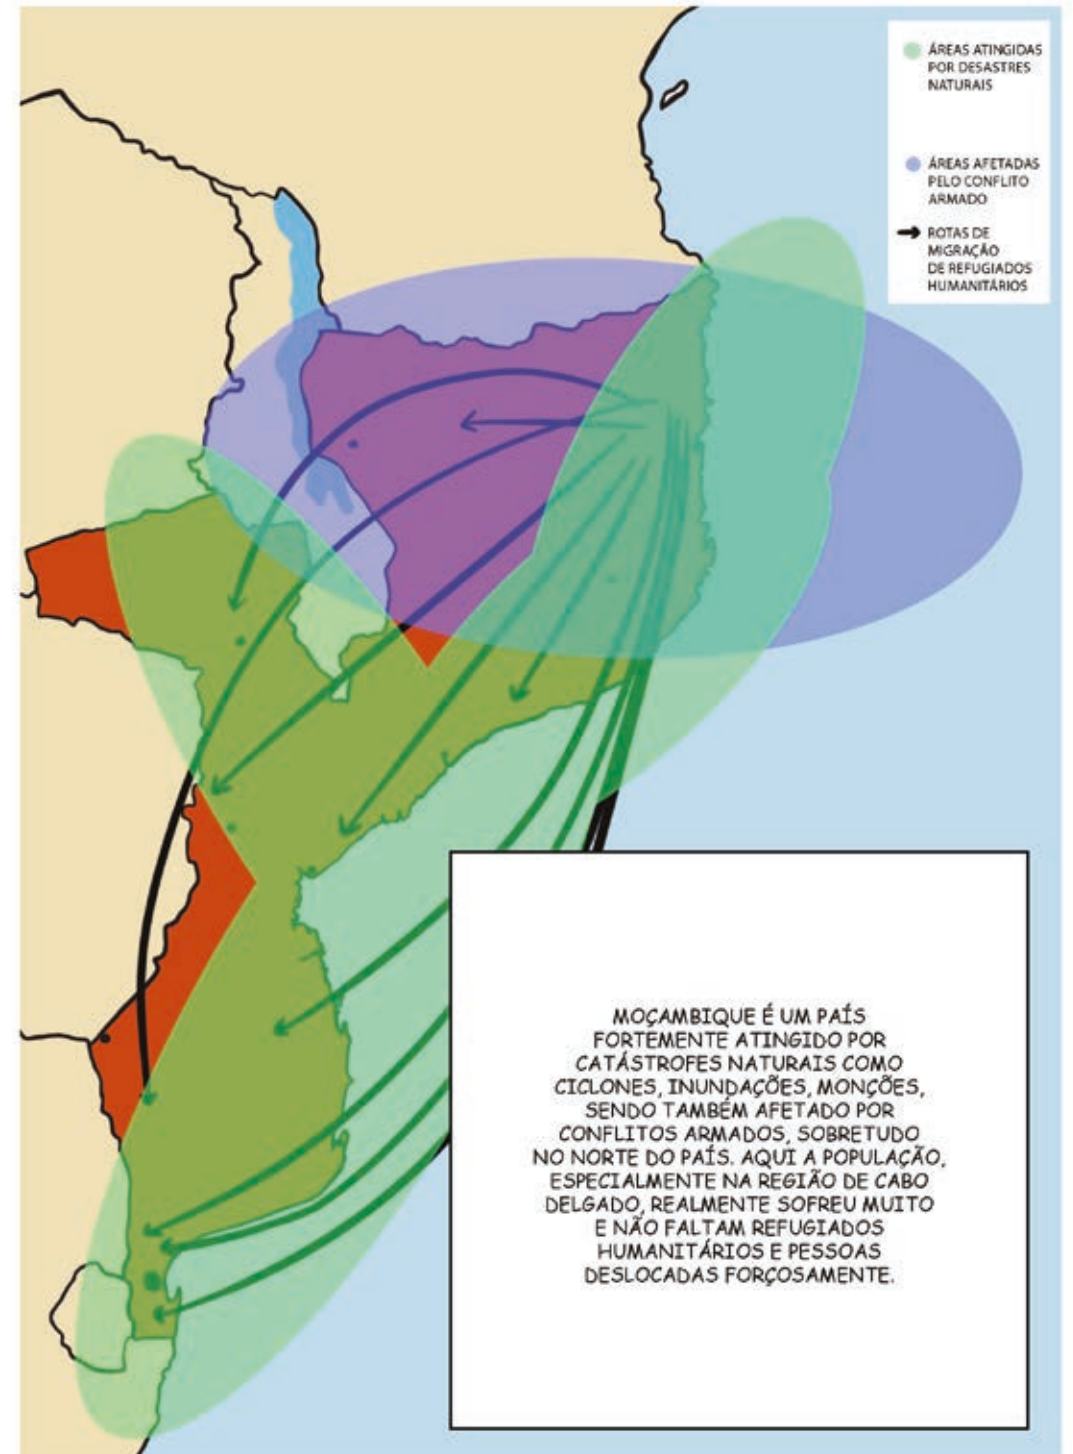 ÁREAS ATINGIDAS
POR DESASTRES
NATURAIS
ÁREAS AFETADAS
PELO CONFLITO
ARMADO
ROTAS DE
MIGRAÇÃO
DE REFUGIADOS
HUMANITÁRIOS
MOÇAMBIQUE É UM PAÍS
FORTEMENTE ATINGIDO POR
CATÁSTROFES NATURAIS COMO
CICLONES, INUNDAÇÕES, MONÇÕES,
SENDO TAMBÉM AFETADO POR
CONFLITOS ARMADOS, SOBRETUDO
NO NORTE DO PAÍS. AQUI A POPULAÇÃO,
ESPECIALMENTE NA REGIÃO DE CABO
DELGADO, REALMENTE SOFREU MUITO
E NÃO FALTAM REFUGIADOS
HUMANITÁRIOS E PESSOAS
DESLOCADAS FORÇOSAMENTE.